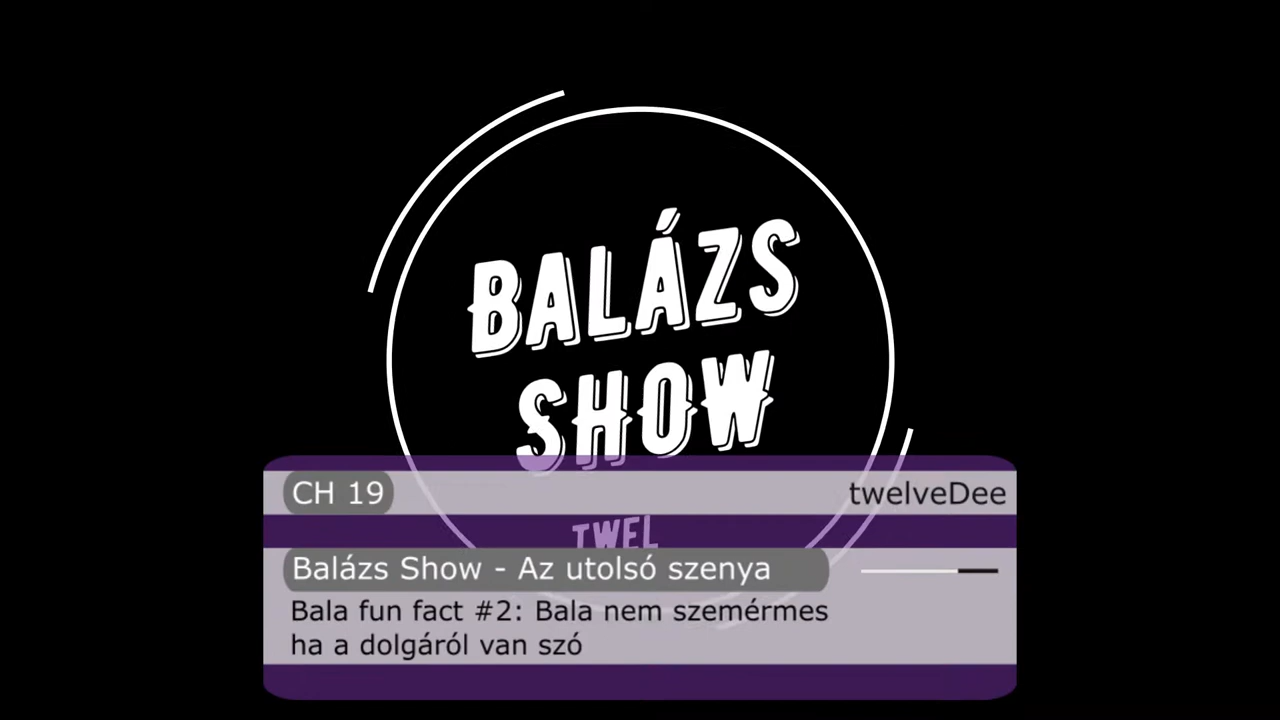 BALÁZS
SHOW
CH 19
twelveDee
TWEL
Balázs Show - Az utolsó szenya
Bala fun fact #2: Bala nem szemérmes
ha a dolgáról van szó